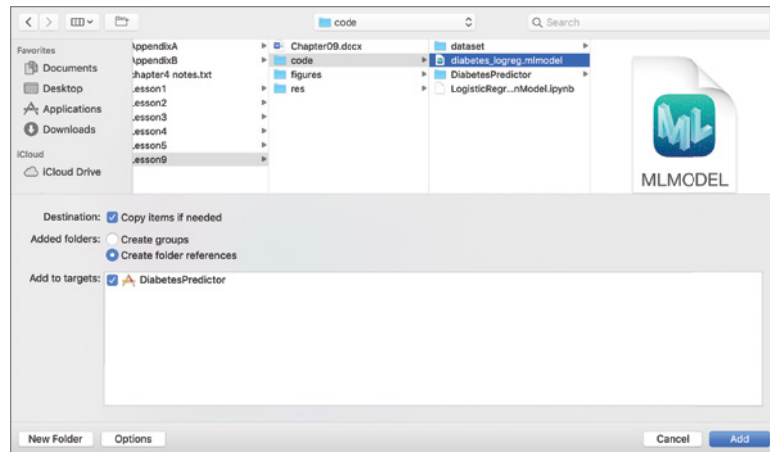 code
Search
Favorites
Documents
Desktop
Applications
Downloads
iCloud
iCloud Drive
AppendixA
AppendixB
chapter4 notes.txt
Lesson1
Lesson2
Lesson3
Lesson4
Lesson5
Lesson9
Chapter09.docx
code
figures
res
dataset
diabetes_logreg.mlmodel
DiabetesPredictor
LogisticRegr...nModel.ipynb
ML
MLMODEL
Destination: Copy items if needed
Added folders: Create groups
Create folder references
Add to targets: DiabetesPredictor
New Folder Options Cancel Add